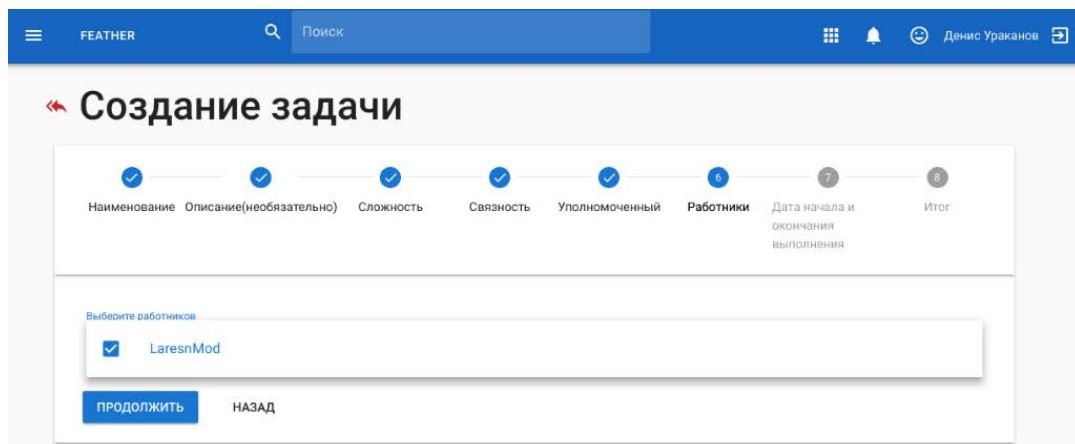 FEATHER
Поиск
Денис Ураканов
Создание задачи
Наименование
Описание(необязательно)
Сложность
Связность
Уполномоченный
6
Работники
7
Дата начала и
окончания
выполнения
8
Итог
Выберите работников
LaresnMod
ПРОДОЛЖИТЬ
НАЗАД